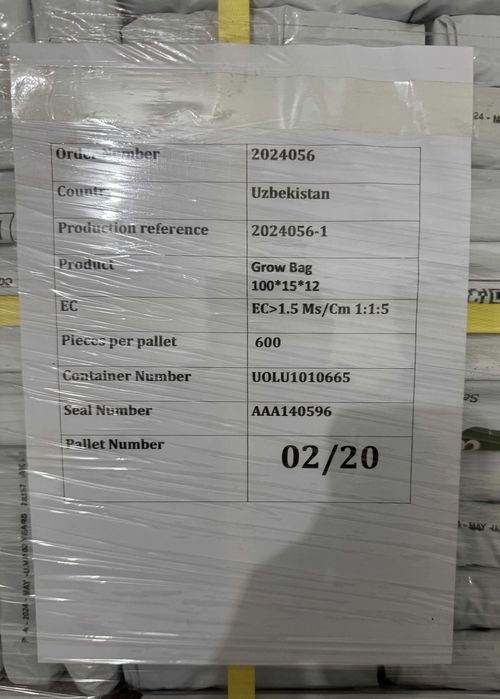 Order Number 2024056
Country Uzbekistan
Production reference 2024056-1
Product Grow Bag
100*15*12
EC EC>1.5 Ms/Cm 1:1:5
Pieces per pallet 600
Container Number UOLU1010665
Seal Number AAA140596
Pallet Number 02/20